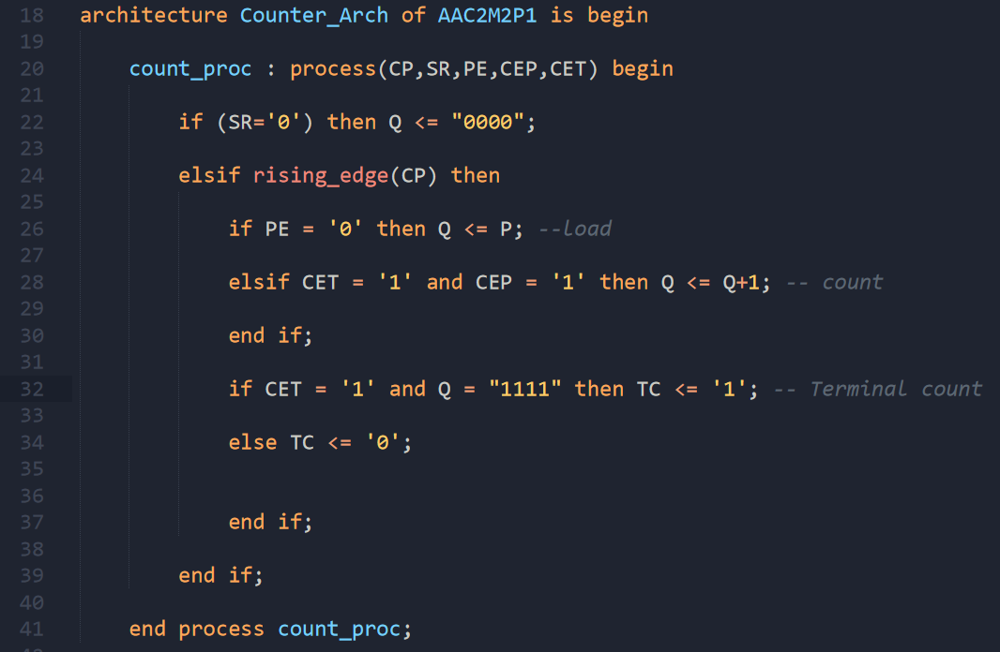 18 architecture Counter_Arch of AAC2M2P1 is begin
19
20 count_proc : process(CP,SR,PE,CEP,CET) begin
21
22 if (SR='0') then Q <= "0000";
23
24 elsif rising_edge(CP) then
25
26 if PE = '0' then Q <= P; --load
27
28 elsif CET = '1' and CEP = '1' then Q <= Q+1; -- count
29
30 end if;
31
32 if CET = '1' and Q = "1111" then TC <= '1'; -- Terminal count
33
34 else TC <= '0';
35
36
37 end if;
38
39 end if;
40
41 end process count_proc;